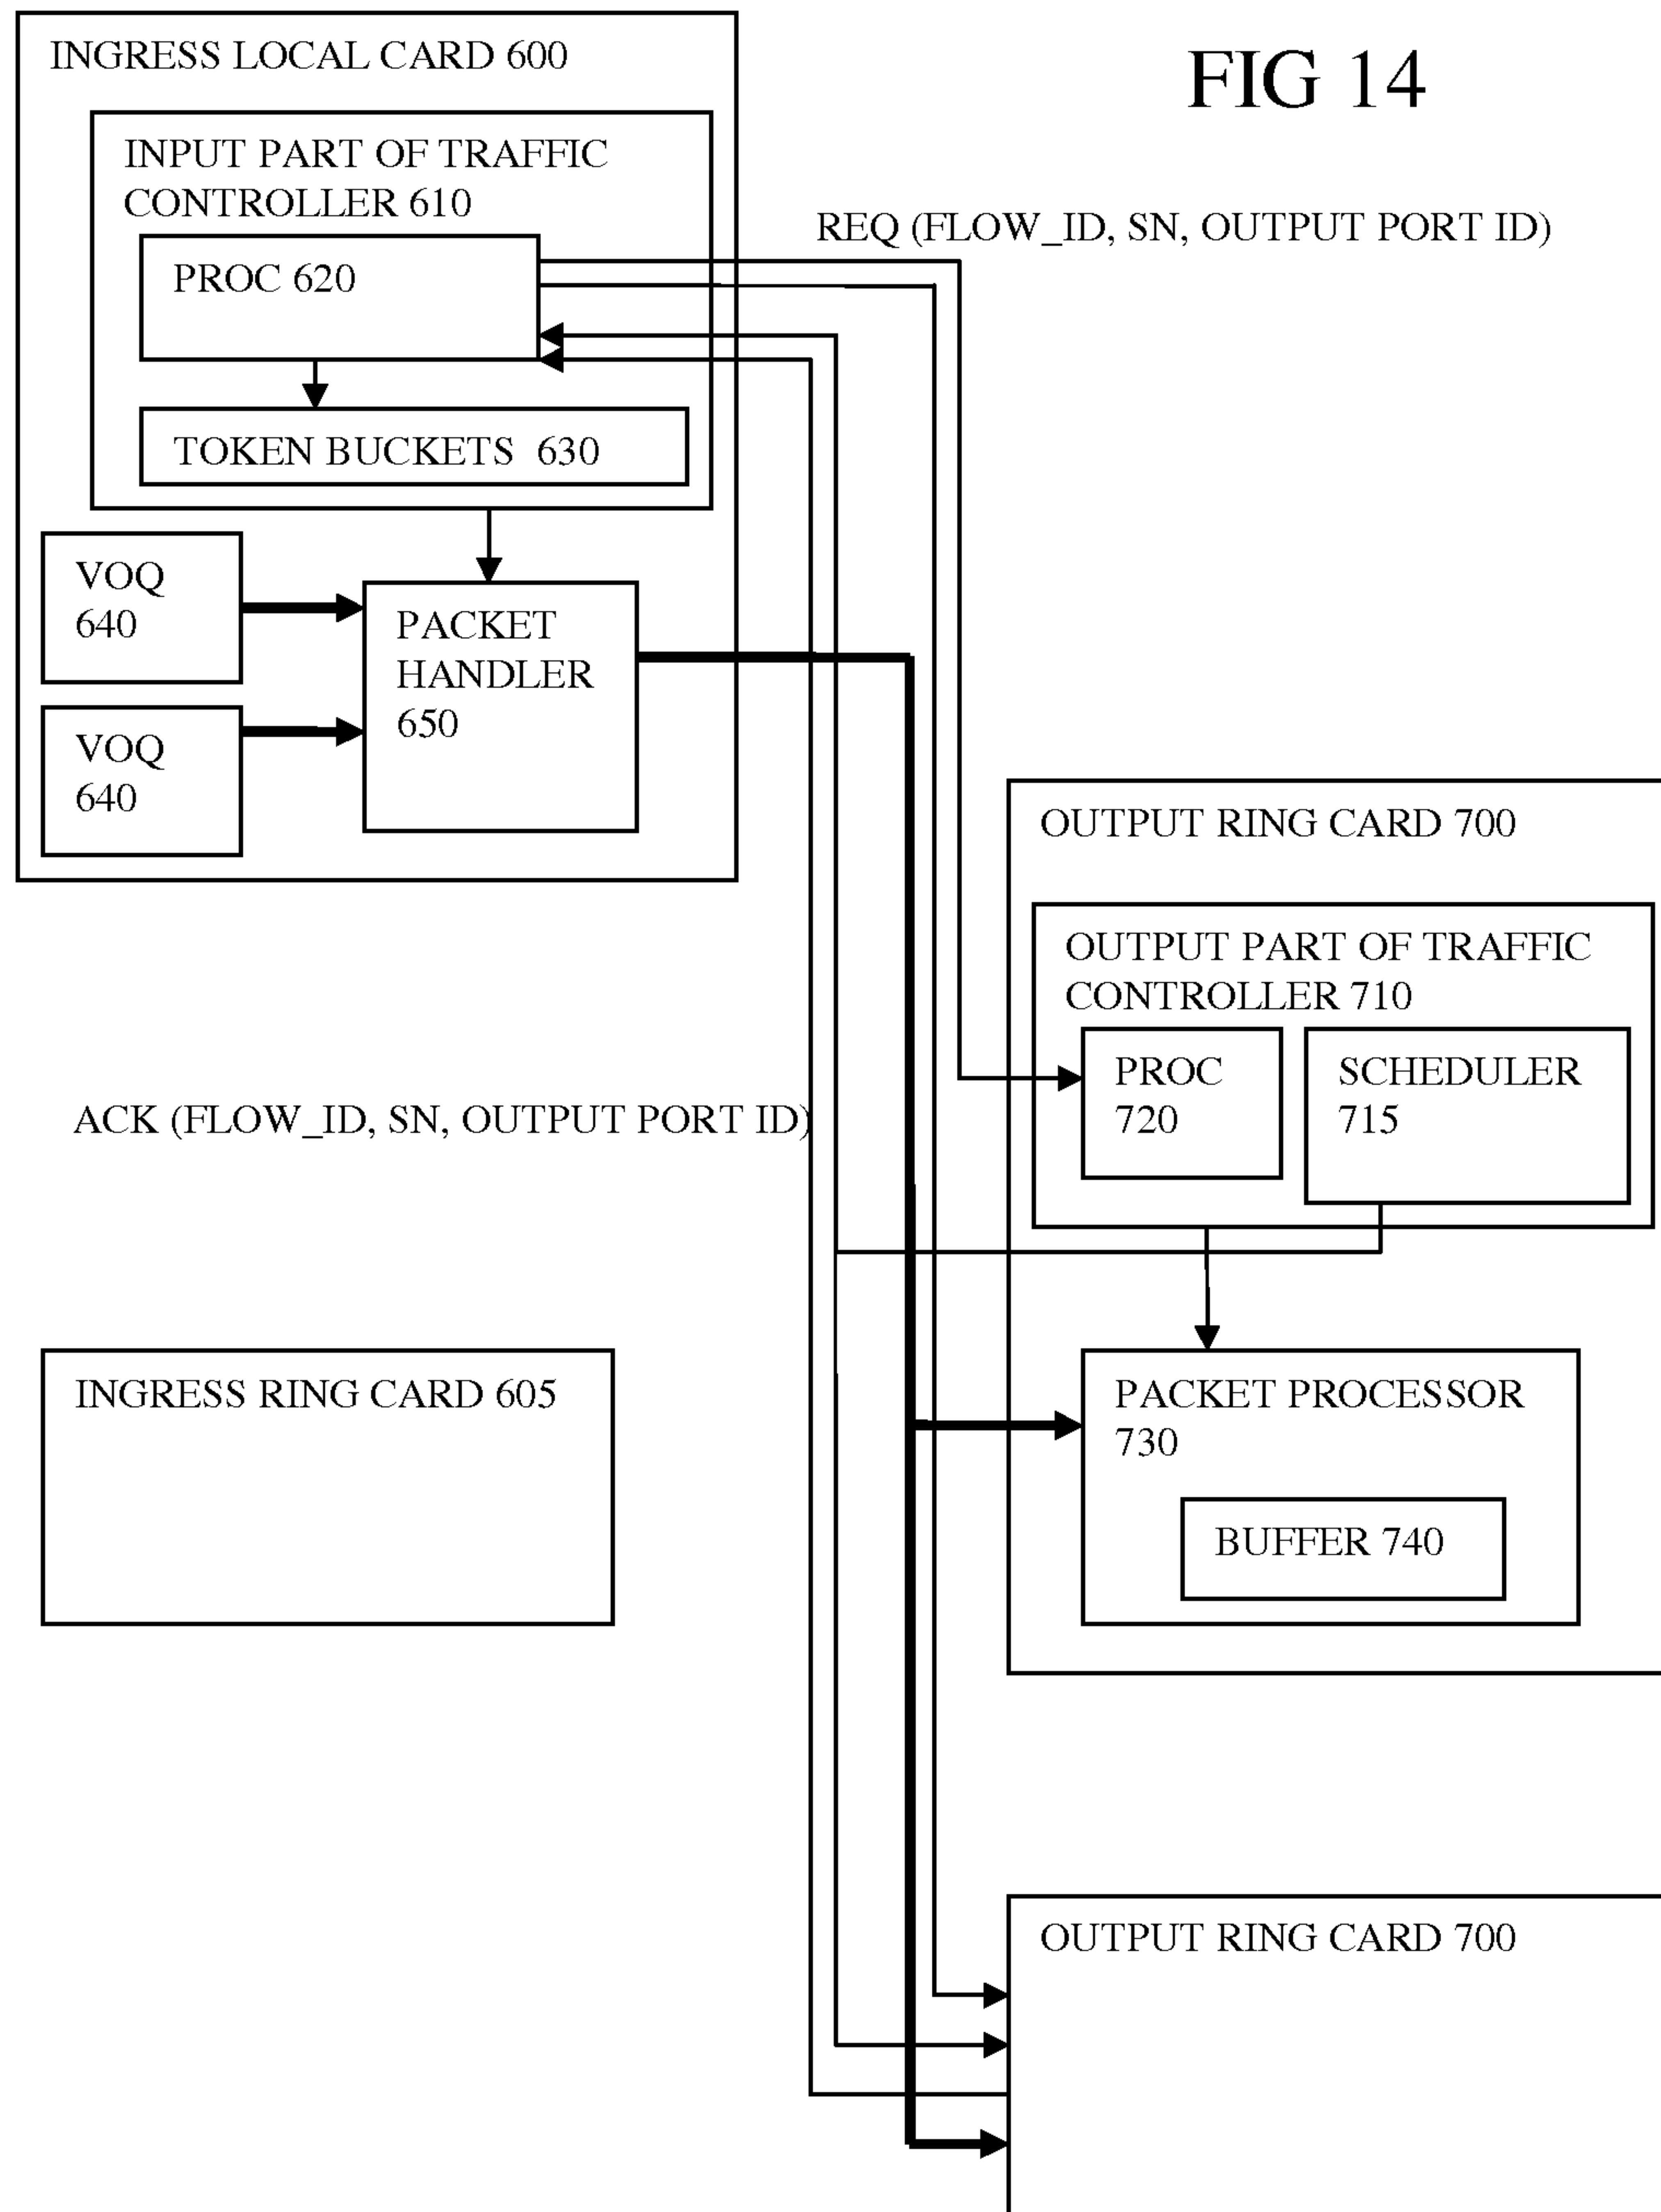 INGRESS LOCAL CARD 600
FIG 14
INPUT PART OF TRAFFIC
CONTROLLER 610
REQ (FLOW_ID, SN, OUTPUT PORT ID)
PROC 620
TOKEN BUCKETS 630
VOQ
640
PACKET
HANDLER
650
VOQ
640
OUTPUT RING CARD 700
OUTPUT PART OF TRAFFIC
CONTROLLER 710
PROC
720
SCHEDULER
715
ACK (FLOW_ID, SN, OUTPUT PORT ID)
INGRESS RING CARD 605
PACKET PROCESSOR
730
BUFFER 740
OUTPUT RING CARD 700